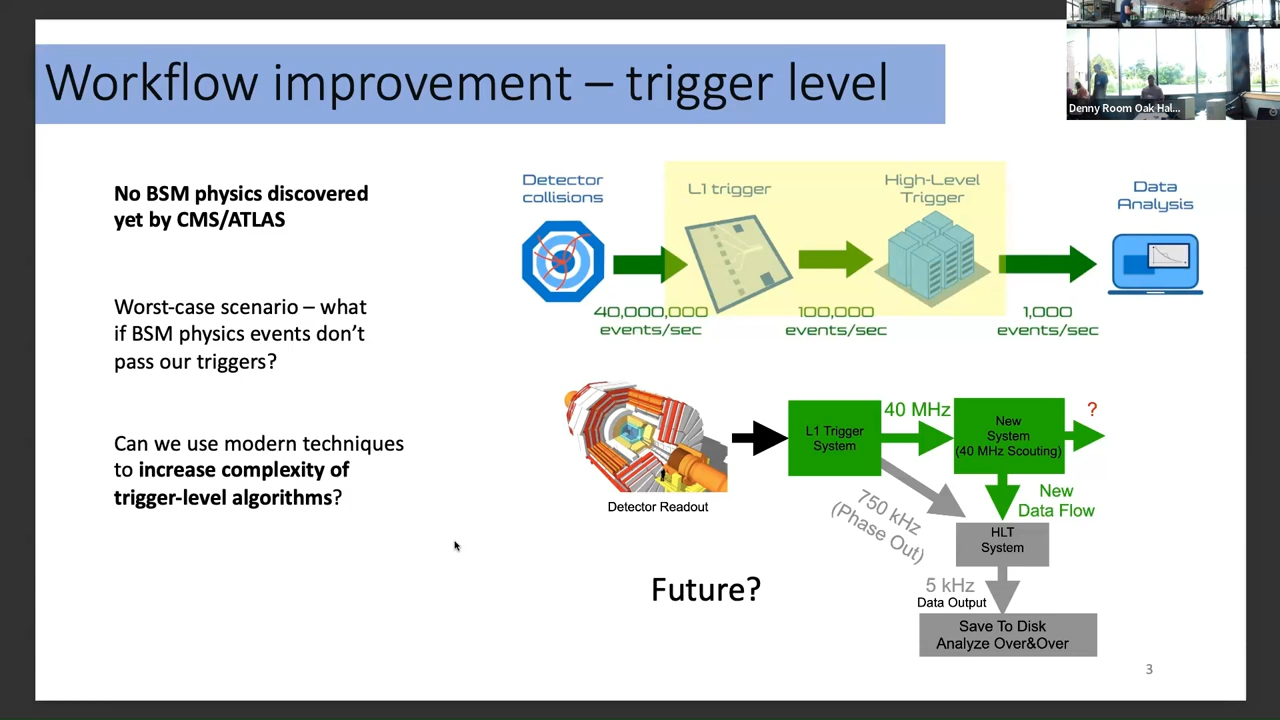 Workflow improvement – trigger level
Denny Room Oak Hal...
No BSM physics discovered
yet by CMS/ATLAS
Worst-case scenario – what
if BSM physics events don't
pass our triggers?
Can we use modern techniques
to increase complexity of
trigger-level algorithms?
Detector
collisions
L1 trigger
High-Level
Trigger
Data
Analysis
40,000,000
events/sec
100,000
events/sec
1,000
events/sec
Detector Readout
L1 Trigger
System
40 MHz
New
System
(40 MHz Scouting)
?
750 kHz
(Phase Out)
New
Data Flow
HLT
System
5 kHz
Data Output
Save To Disk
Analyze Over&Over
Future?
3